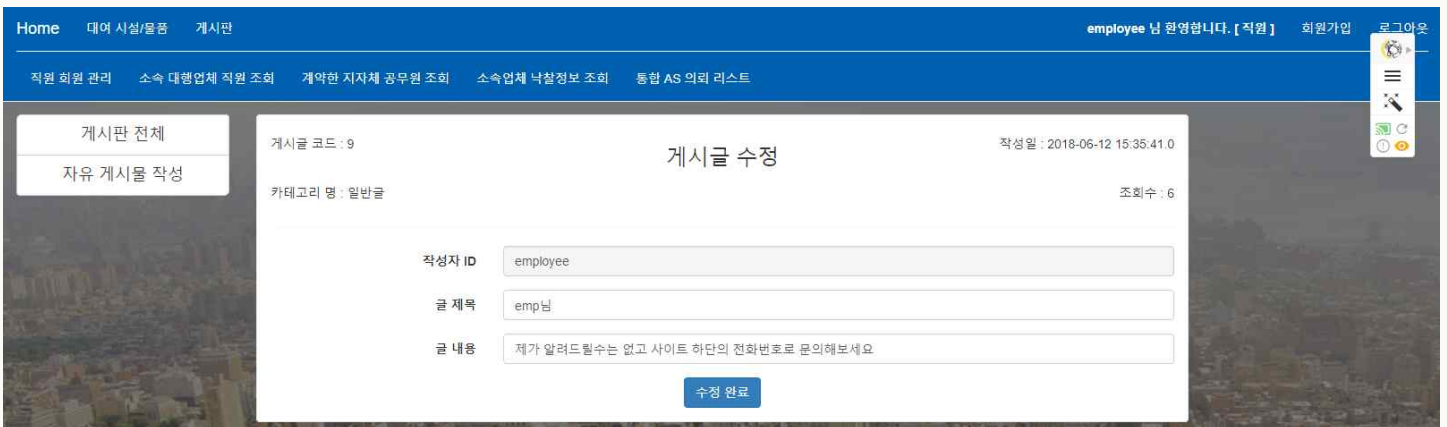 Home 대여 시설/물품 게시판 employee 님 환영합니다. [ 직원 ] 회원가입 로그아웃
직원 회원 관리 소속 대행업체 직원 조회 계약한 지자체 공무원 조회 소속업체 낙찰정보 조회 통합 AS 의뢰 리스트
게시판 전체
자유 게시물 작성
게시글 코드 : 9
게시글 수정
작성일 : 2018-06-12 15:35:41.0
카테고리 명 : 일반글
조회수 : 6
작성자 ID employee
글 제목 emp님
글 내용 제가 알려드릴수는 없고 사이트 하단의 전화번호로 문의해보세요
수정 완료